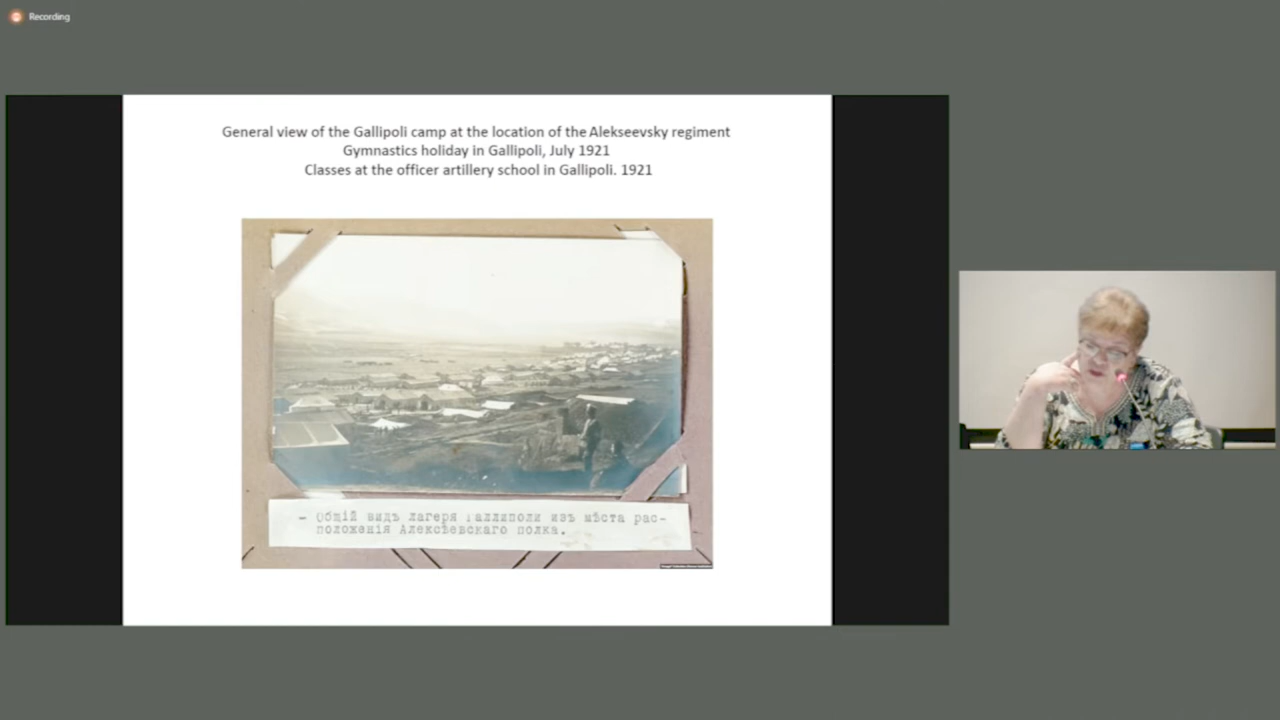 Recording
General view of the Gallipoli camp at the location of the Alekseevsky regiment
Gymnastics holiday in Gallipoli, July 1921
Classes at the officer artillery school in Gallipoli. 1921
- Общій видъ лагеря Галлиполи изъ мѣста рас-
положенія Алексѣевскаго полка.